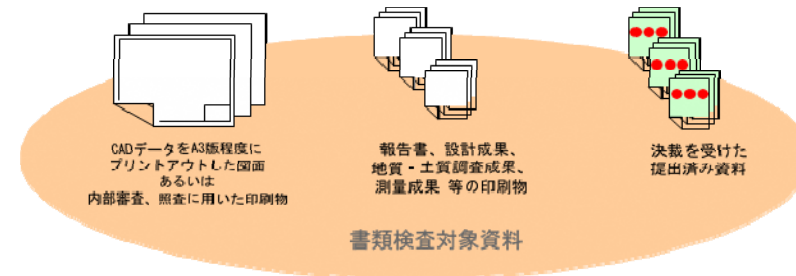 CADデータをA3版程度に
プリントアウトした図面
あるいは
内部審査、照査に用いた印刷物
報告書、設計成果、
地質・土質調査成果、
測量成果 等の印刷物
決裁を受けた
提出済み資料
書類検査対象資料